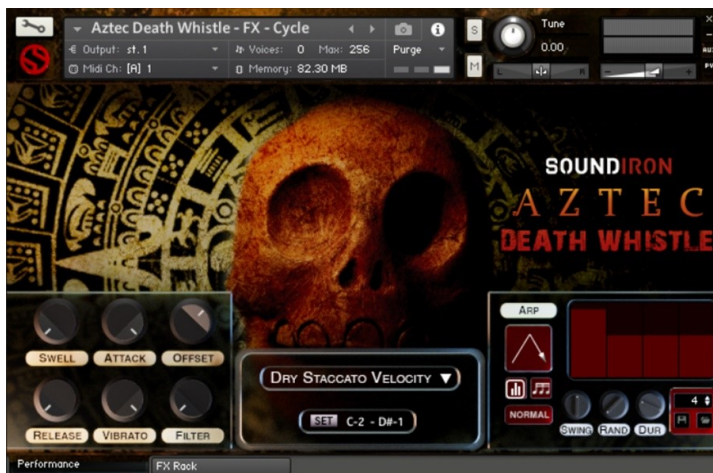 Aztec Death Whistle - FX - Cycle
S
Tune
Output: st.1
Voices: 0 Max: 256
Purge
0.00
Midi Ch: [A] 1
Memory: 82.30 MB
M
L R
- +
SOUNDIRON
AZTEC
DEATH WHISTLE
SWELL ATTACK OFFSET
RELEASE VIBRATO FILTER
DRY STACCATO VELOCITY
SET C-2 - D#-1
ARP
NORMAL
4
SWING RAND DUR
Performance
FX Rack